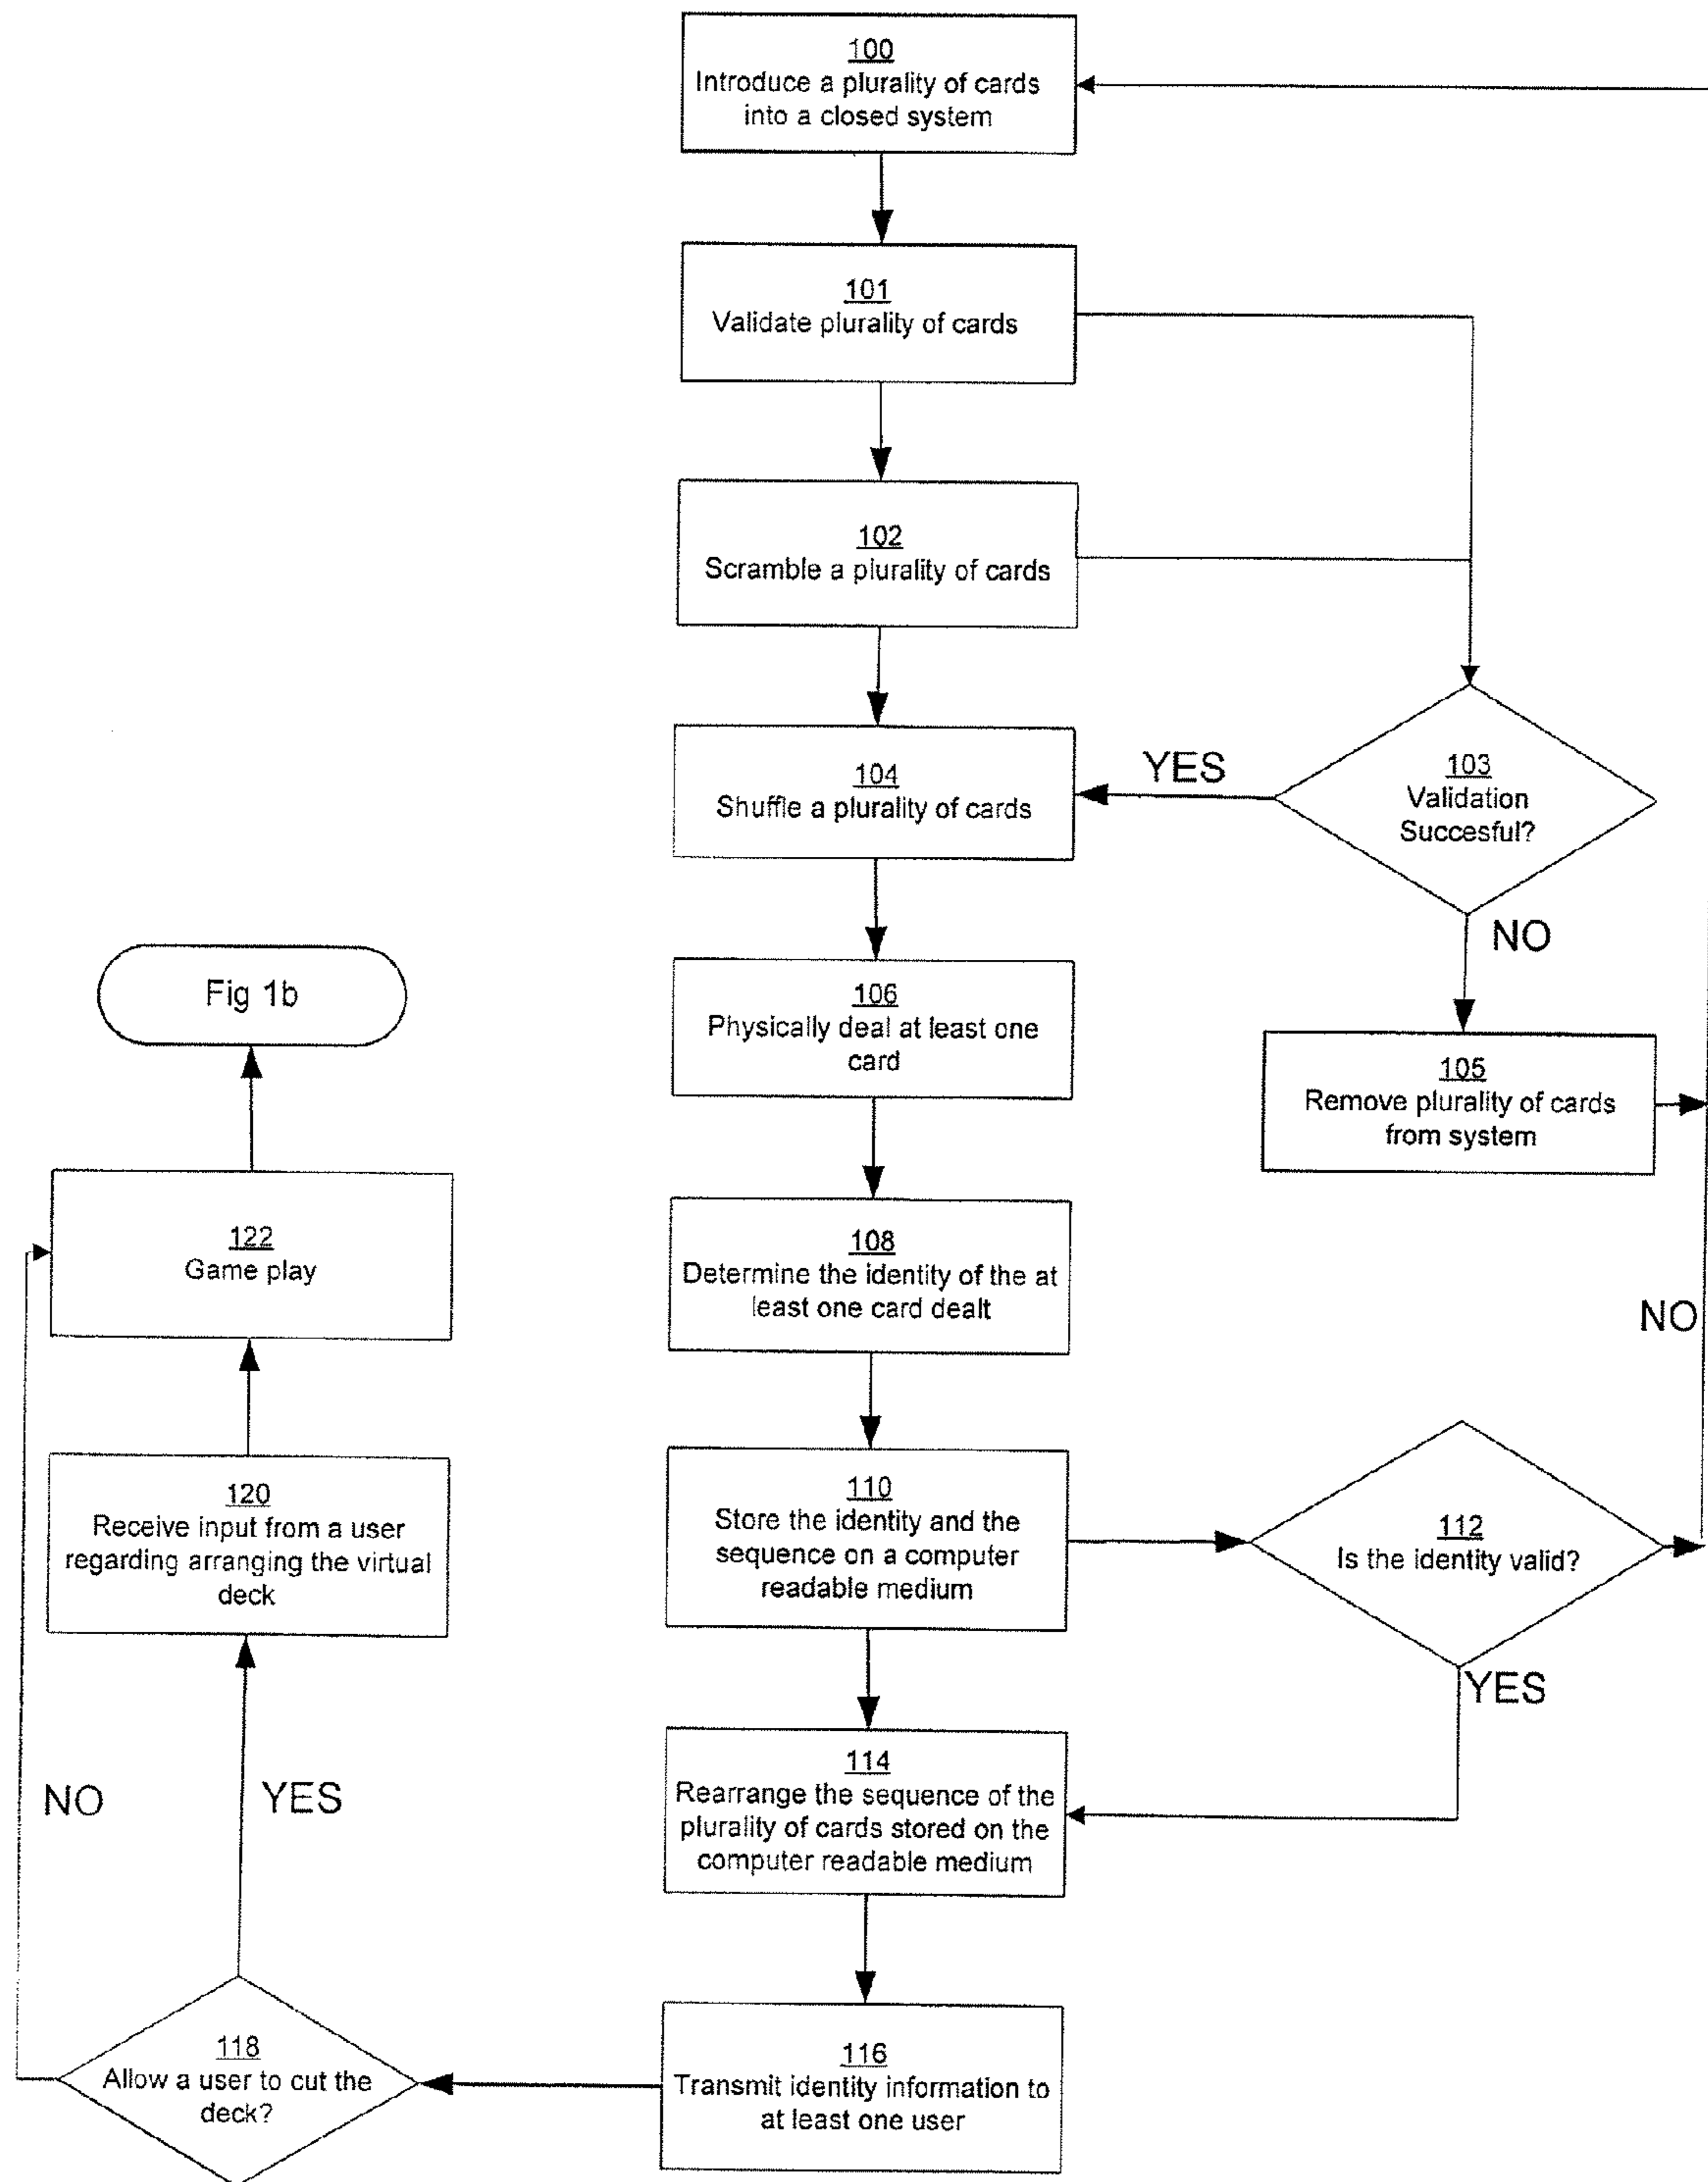 100
Introduce a plurality of cards
into a closed system
101
Validate plurality of cards
102
Scramble a plurality of cards
104
Shuffle a plurality of cards
YES
103
Validation
Succesful?
NO
105
Remove plurality of cards
from system
106
Physically deal at least one
card
108
Determine the identity of the at
least one card dealt
110
Store the identity and the
sequence on a computer
readable medium
112
Is the identity valid?
NO
YES
114
Rearrange the sequence of the
plurality of cards stored on the
computer readable medium
116
Transmit identity information to
at least one user
118
Allow a user to cut the
deck?
NO
YES
120
Receive input from a user
regarding arranging the virtual
deck
122
Game play
Fig 1b